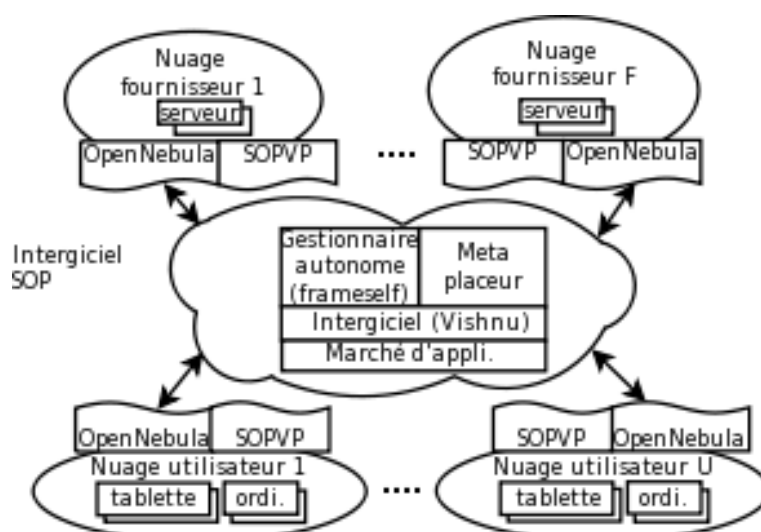 Nuage
fournisseur 1
serveur
Nuage
fournisseur F
serveur
OpenNebula
SOPVP
....
SOPVP
OpenNebula
Intergiciel
SOP
Gestionnaire
autonome
(frameself)
Meta
placeur
Intergiciel (Vishnu)
Marché d'appli.
OpenNebula
SOPVP
SOPVP
OpenNebula
Nuage utilisateur 1
tablette
ordi.
....
Nuage utilisateur U
tablette
ordi.